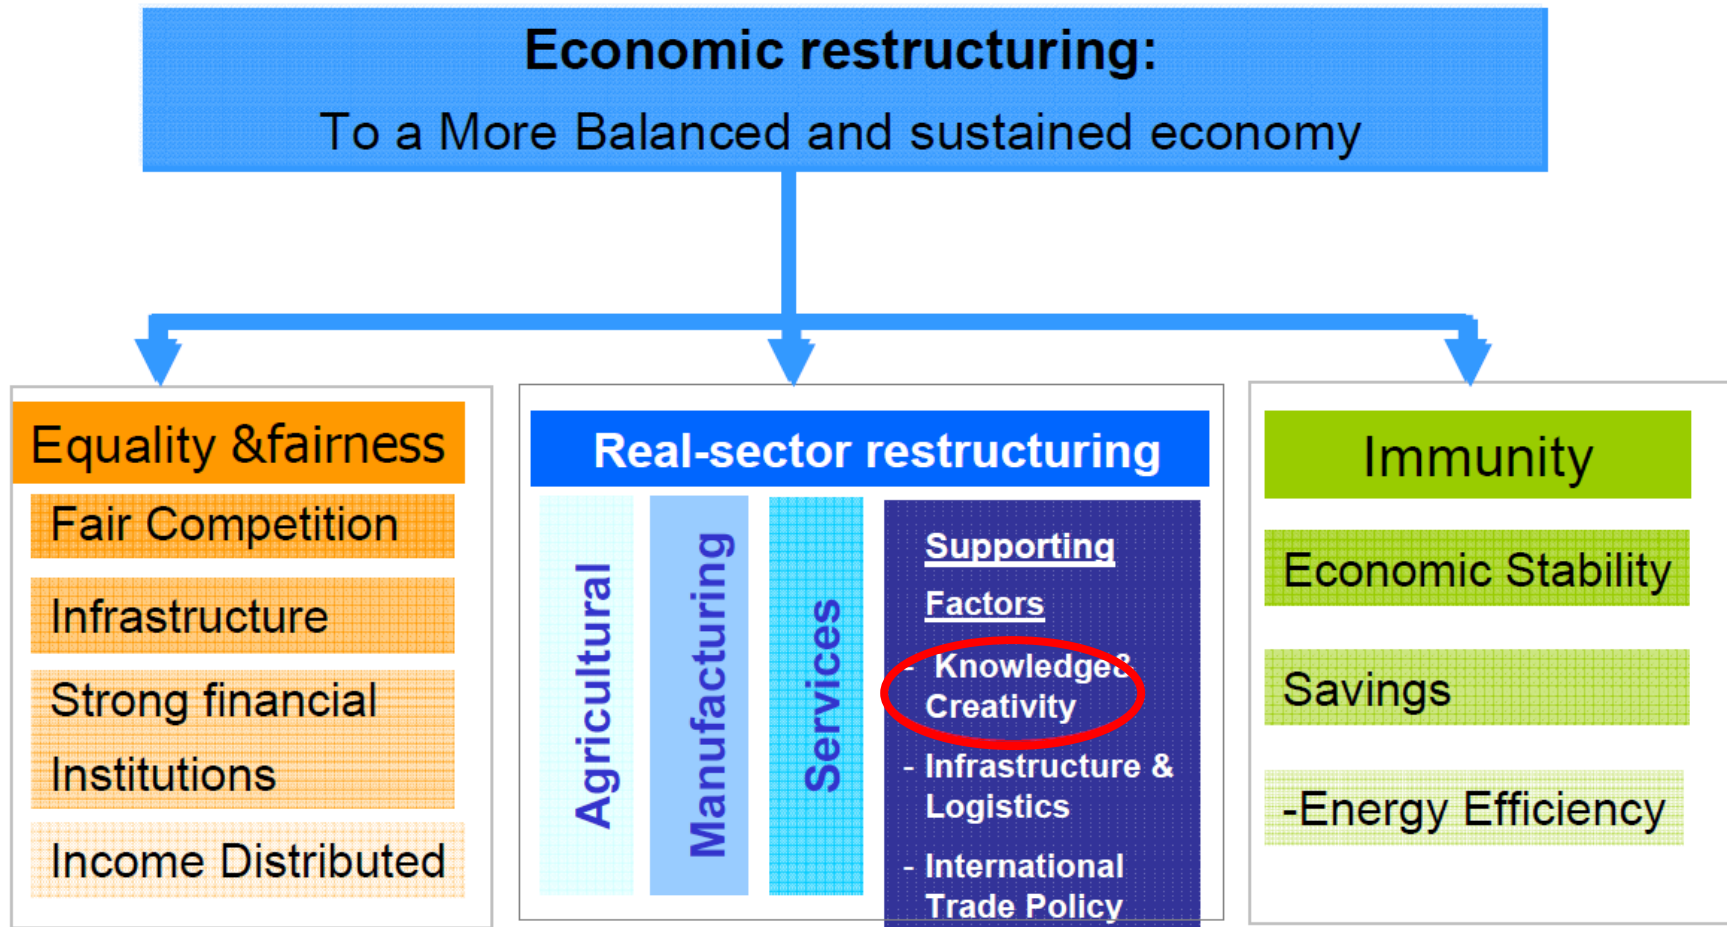 Economic restructuring:
To a More Balanced and sustained economy
Equality &fairness
Fair Competition
Infrastructure
Strong financial
Institutions
Income Distributed
Real-sector restructuring
Agricultural
Manufacturing
Services
Supporting
Factors
- Knowledge&
Creativity
- Infrastructure &
Logistics
- International
Trade Policy
Immunity
Economic Stability
Savings
-Energy Efficiency